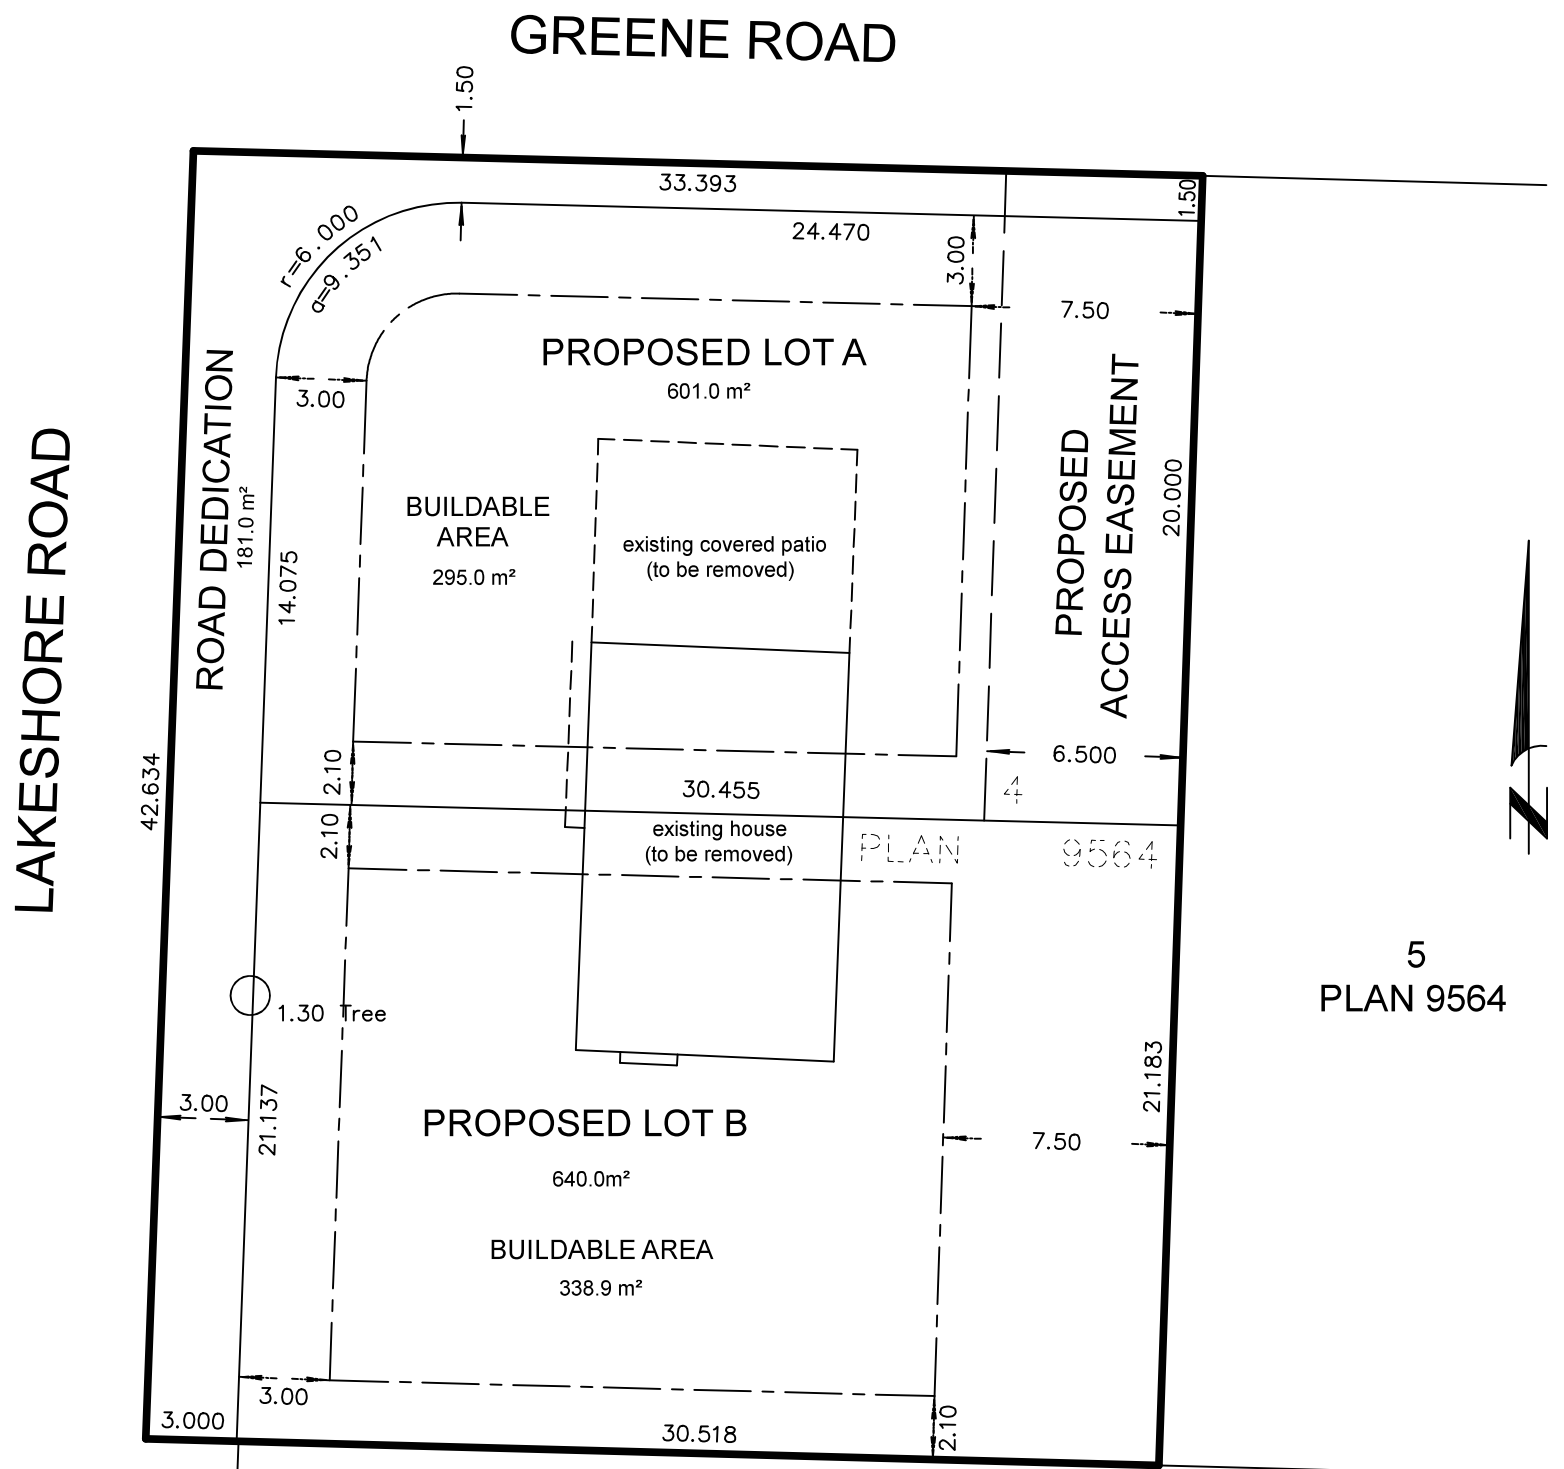 GREENE ROAD
1.50
33.393
1.50
r=6.000
a=9.351
24.470
3.00
7.50
PROPOSED LOT A
601.0 m²
3.00
ROAD DEDICATION
181.0 m²
LAKESHORE ROAD
PROPOSED
ACCESS EASEMENT
20.000
BUILDABLE
AREA
295.0 m²
existing covered patio
(to be removed)
14.075
42.634
2.10
30.455
6.500
4
2.10
existing house
(to be removed)
PLAN 9564
N
5
PLAN 9564
1.30 Tree
3.00
21.137
21.183
PROPOSED LOT B
640.0m²
7.50
BUILDABLE AREA
338.9 m²
3.00
3.000
30.518
2.10